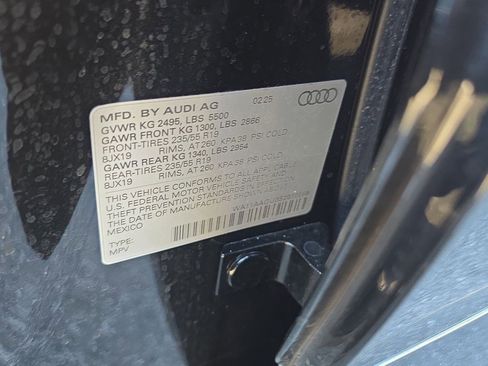 MFD. BY AUDI AG 02 25
GVWR KG 2495, LBS 5500
GAWR FRONT KG 1300, LBS 2866
FRONT-TIRES 235/55 R19
8JX19 RIMS, AT 260 KPA 38 PSI COLD
GAWR REAR KG 1340, LBS 2954
REAR-TIRES 235/55 R19
8JX19 RIMS, AT 260 KPA 38 PSI COLD
THIS VEHICLE CONFORMS TO ALL APPLICABLE
U.S. FEDERAL MOTOR VEHICLE SAFETY AND
THEFT PREVENTION STANDARDS IN EFFECT ON
THE DATE OF MANUFACTURE SHOWN ABOVE
MEXICO
TYPE:
MPV